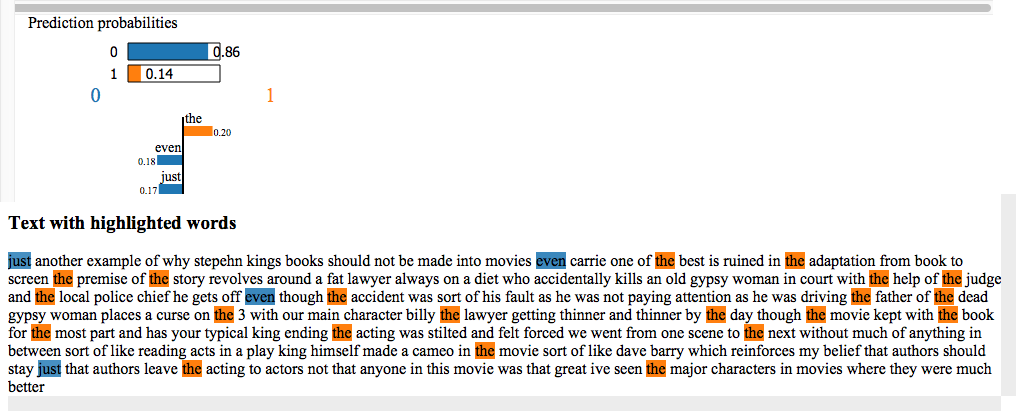 Prediction probabilities
0 0.86
1 0.14
0 1
the
0.20
even
0.18
just
0.17
Text with highlighted words
just another example of why stepehn kings books should not be made into movies even carrie one of the best is ruined in the adaptation from book to
screen the premise of the story revolves around a fat lawyer always on a diet who accidentally kills an old gypsy woman in court with the help of the judge
and the local police chief he gets off even though the accident was sort of his fault as he was not paying attention as he was driving the father of the dead
gypsy woman places a curse on the 3 with our main character billy the lawyer getting thinner and thinner by the day though the movie kept with the book
for the most part and has your typical king ending the acting was stilted and felt forced we went from one scene to the next without much of anything in
between sort of like reading acts in a play king himself made a cameo in the movie sort of like dave barry which reinforces my belief that authors should
stay just that authors leave the acting to actors not that anyone in this movie was that great ive seen the major characters in movies where they were much
better